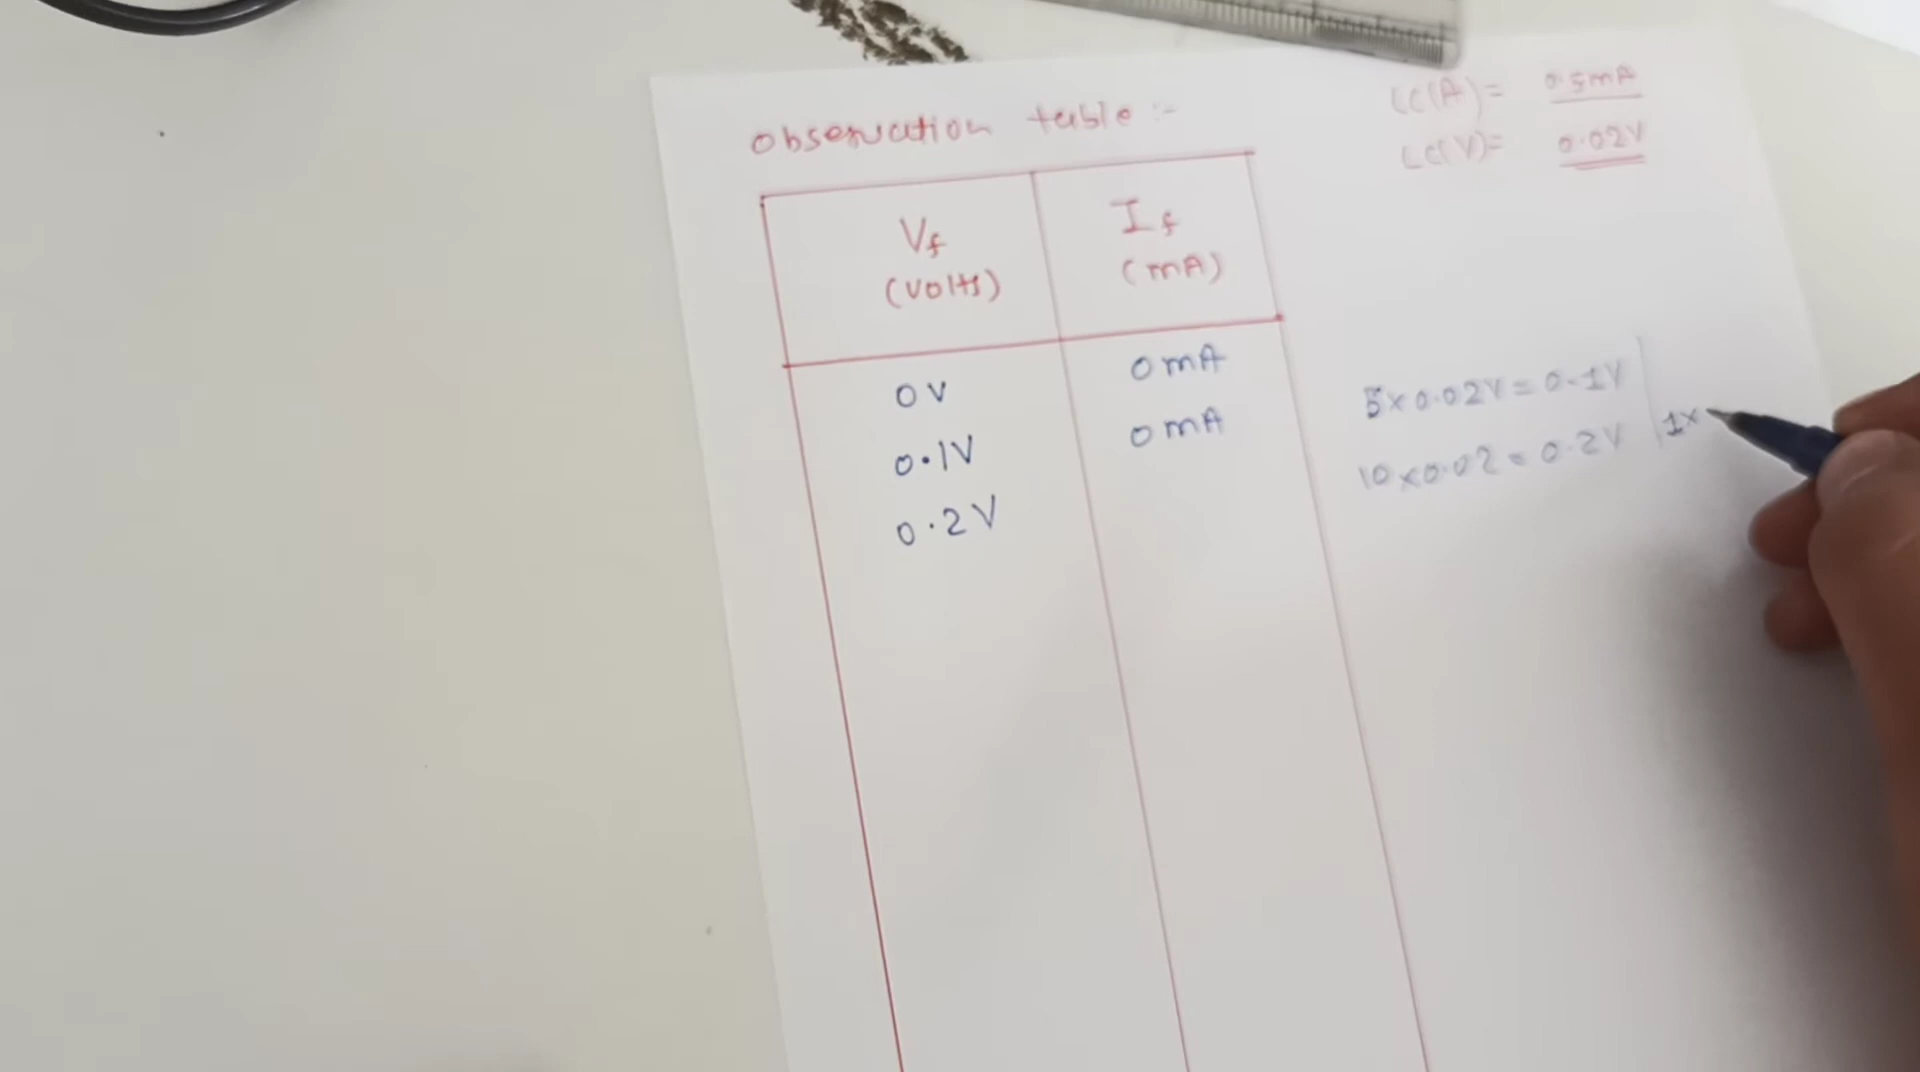 Observation table :-
LC(A) = 0.5mA
LC(V) = 0.02V
Vf
(volts)
If
(mA)
0V
0mA
0.1V
0mA
0.2V
5×0.02V = 0.1V
10×0.02 = 0.2V
1×